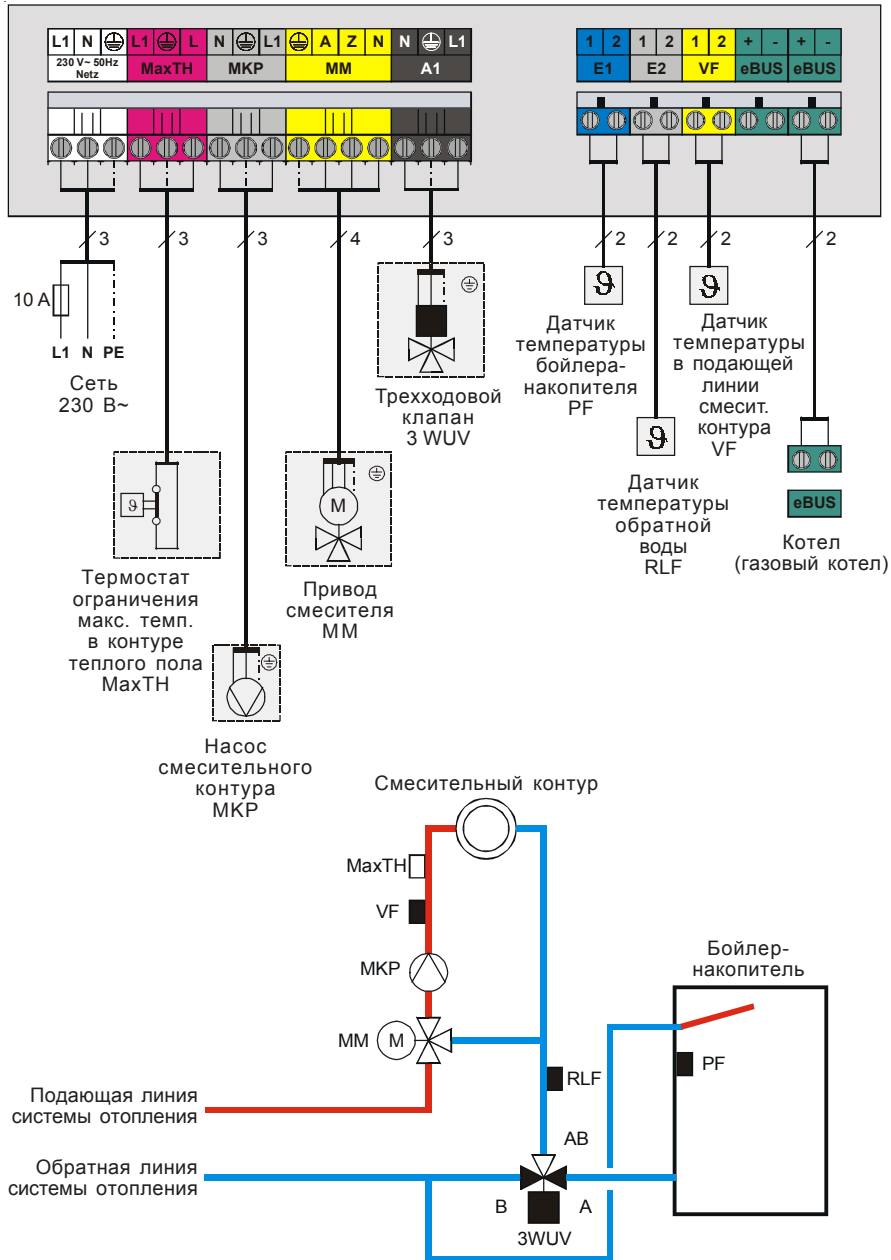 L1 N L1 L N L1 A Z N N L1
230 V~ 50Hz
Netz
MaxTH
MKP
MM
A1
1 2 1 2 1 2 + - + -
E1 E2 VF eBUS eBUS
3 3 3 4 3 2 2 2 2
10 A
L1 N PE
Сеть
230 В~
Трехходовой
клапан
3 WUV
ϑ
Датчик
температуры
бойлера-
накопителя
PF
ϑ
Датчик
температуры
в подающей
линии
смесит.
контура
VF
ϑ
Датчик
температуры
обратной
воды
RLF
eBUS
Котел
(газовый котел)
ϑ
Термостат
ограничения
макс. темп.
в контуре
теплого пола
MaxTH
M
Привод
смесителя
ММ
Насос
смесительного
контура
MKP
Смесительный контур
MaxTH
VF
MKP
MM
M
Бойлер-
накопитель
PF
RLF
Подающая линия
системы отопления
AB
Обратная линия
системы отопления
B
A
3WUV